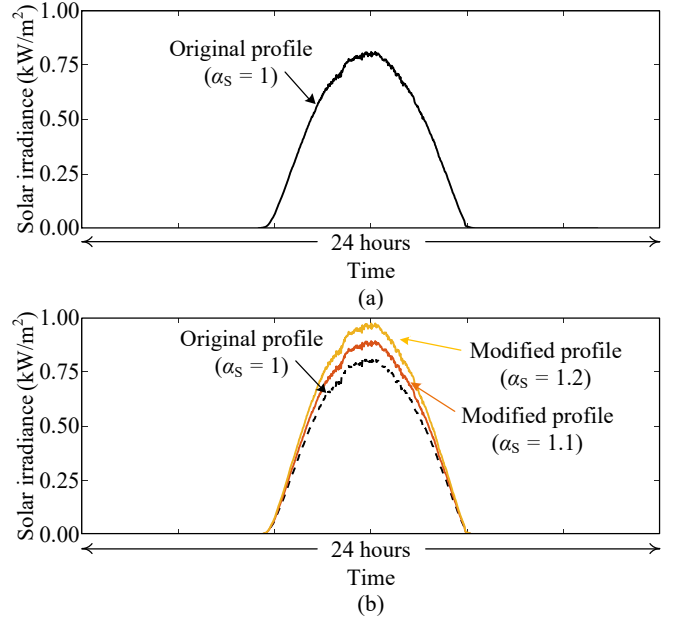 Solar irradiance (kW/m²)
1.00
0.75
0.50
0.25
0.00
Original profile
(αS = 1)
24 hours
Time
(a)
Solar irradiance (kW/m²)
1.00
0.75
0.50
0.25
0.00
Original profile
(αS = 1)
Modified profile
(αS = 1.2)
Modified profile
(αS = 1.1)
24 hours
Time
(b)